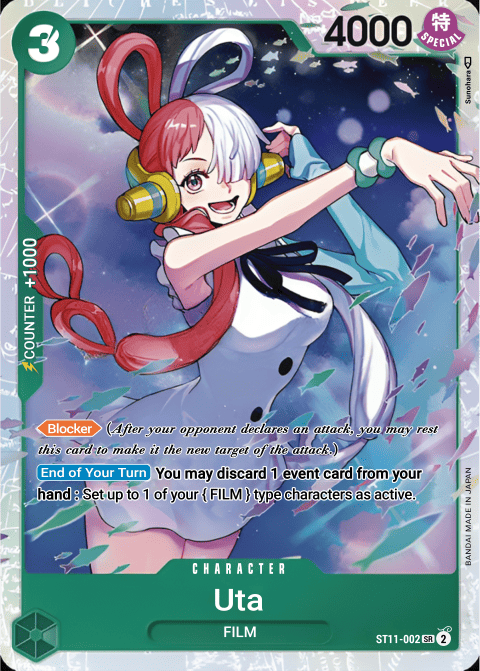 3
4000
特
SPECIAL
Sunohara
COUNTER +1000
Blocker (After your opponent declares an attack, you may rest
this card to make it the new target of the attack.)
End of Your Turn You may discard 1 event card from your
hand : Set up to 1 of your { FILM } type characters as active.
BANDAI MADE IN JAPAN
CHARACTER
Uta
FILM
ST11-002 SR 2